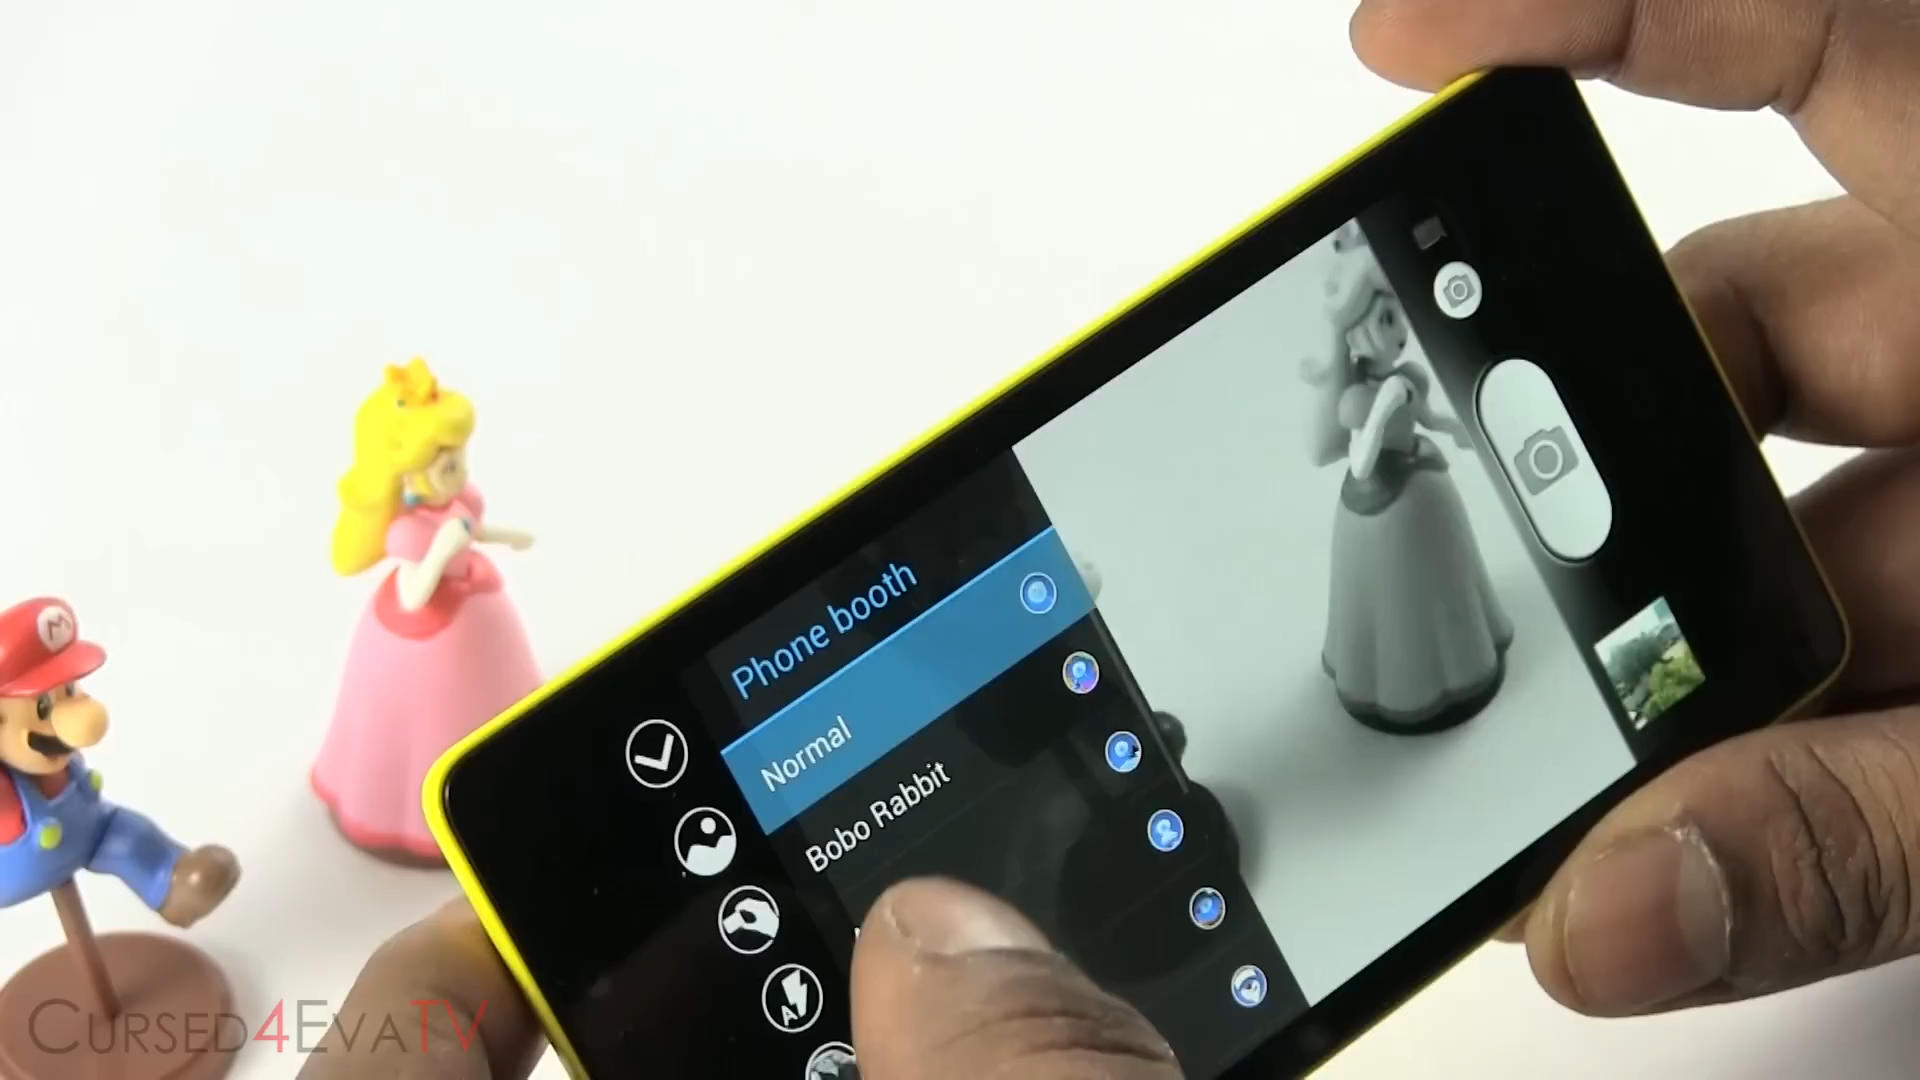 Phone booth
Normal
Bobo Rabbit
M
A
CURSED4EVATV